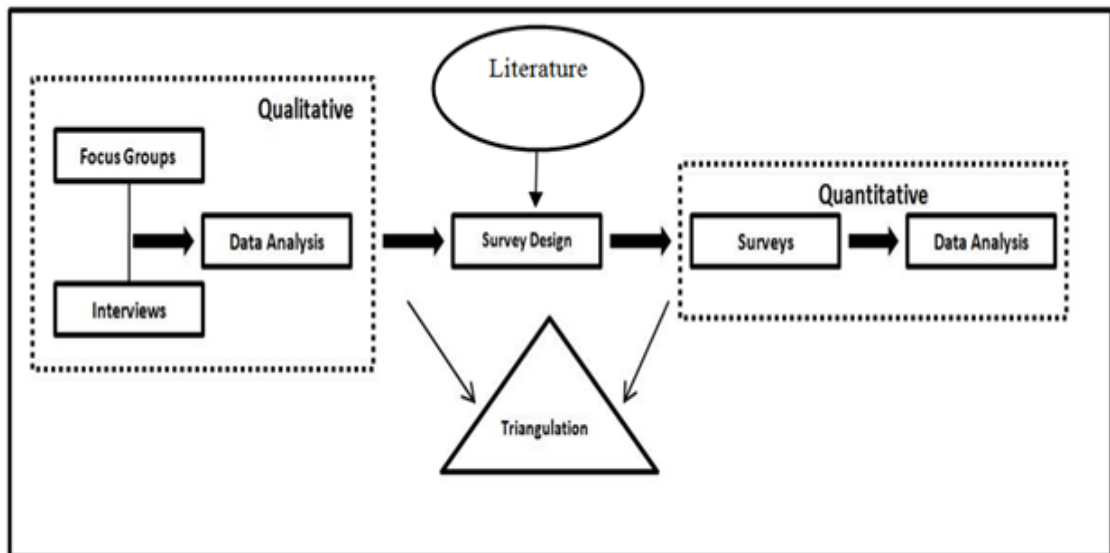 Literature
Qualitative
Focus Groups
Data Analysis
Interviews
Survey Design
Quantitative
Surveys
Data Analysis
Triangulation